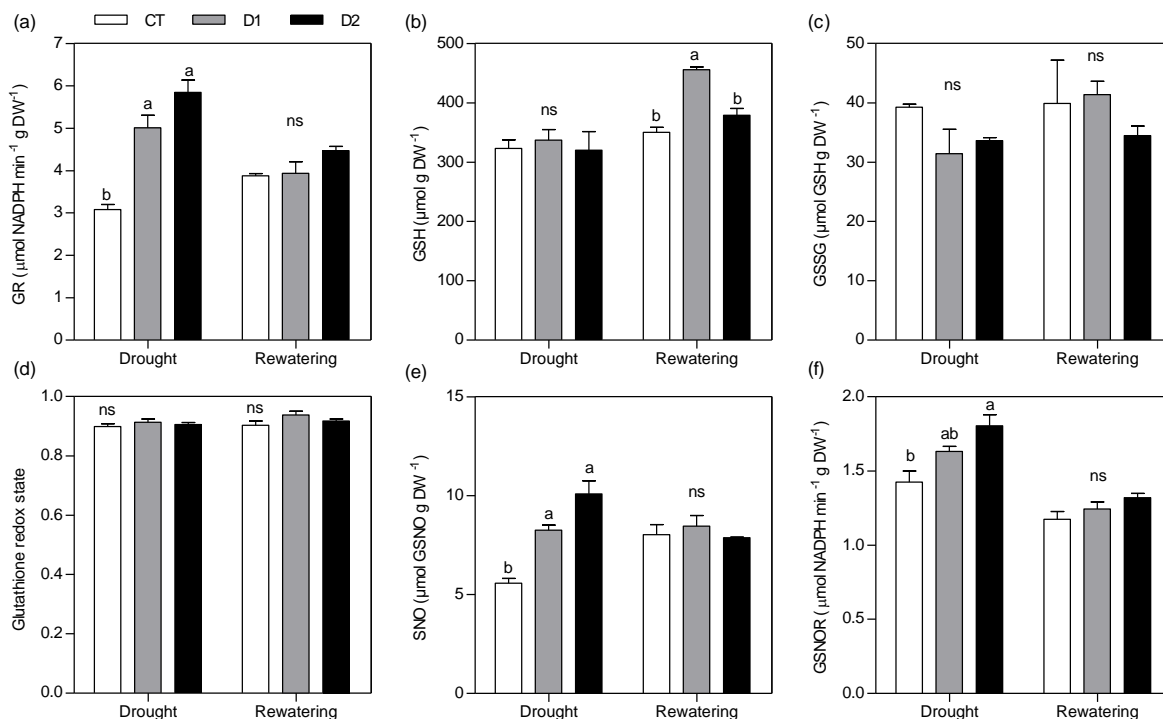 CT D1 D2
(a)
GR ( µmol NADPH min⁻¹ g DW⁻¹)
7
6
5
4
3
2
1
0
b
a
a
ns
Drought Rewatering
(b)
GSH (µmol g DW⁻¹)
500
400
300
200
100
0
ns
b
a
b
Drought Rewatering
(c)
GSSG (µmol GSH g DW⁻¹)
50
40
30
20
10
0
ns
ns
Drought Rewatering
(d)
Glutathione redox state
1.0
0.8
0.6
0.4
0.2
0.0
ns
ns
Drought Rewatering
(e)
SNO (µmol GSNO g DW⁻¹)
15
10
5
0
b
a
a
ns
Drought Rewatering
(f)
GSNOR ( µmol NADPH min⁻¹ g DW⁻¹)
2.0
1.5
1.0
0.5
0.0
b
ab
a
ns
Drought Rewatering